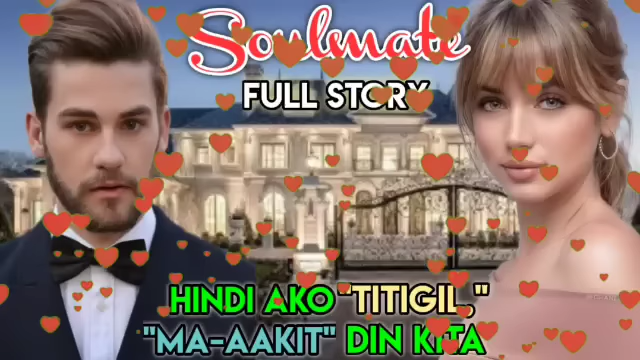 Soulmate
FULL STORY
HINDI AKO "TITIGIL,"
"MA-AAKIT" DIN KITA